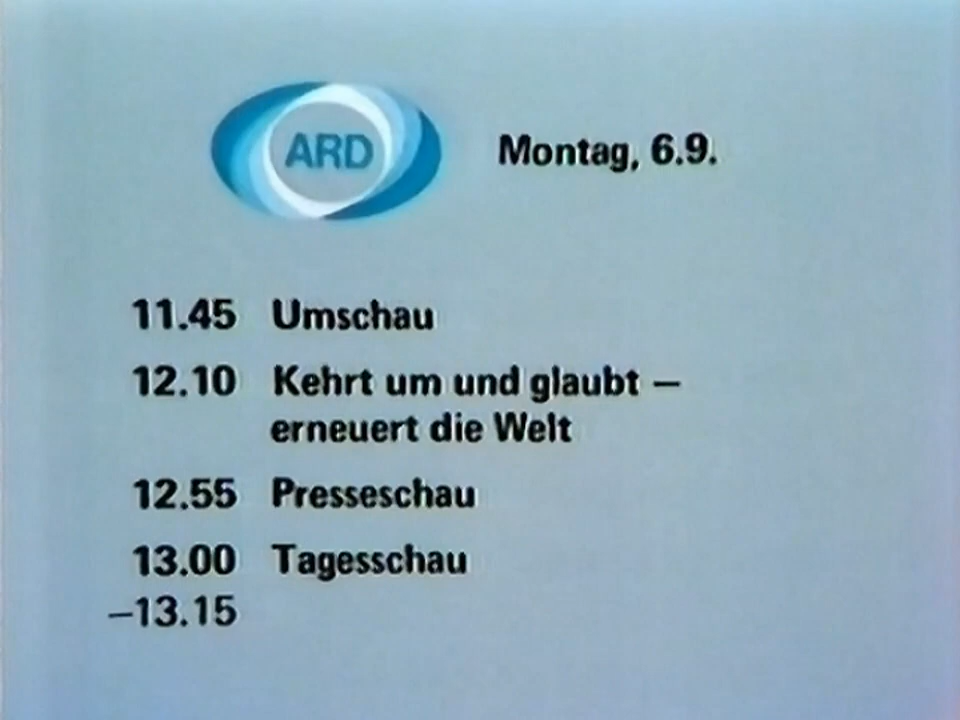 ARD
Montag, 6.9.
11.45 Umschau
12.10 Kehrt um und glaubt –
erneuert die Welt
12.55 Presseschau
13.00 Tagesschau
–13.15